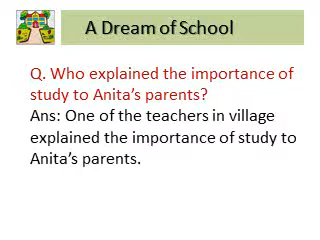 A Dream of School
Q. Who explained the importance of
study to Anita's parents?
Ans: One of the teachers in village
explained the importance of study to
Anita's parents.